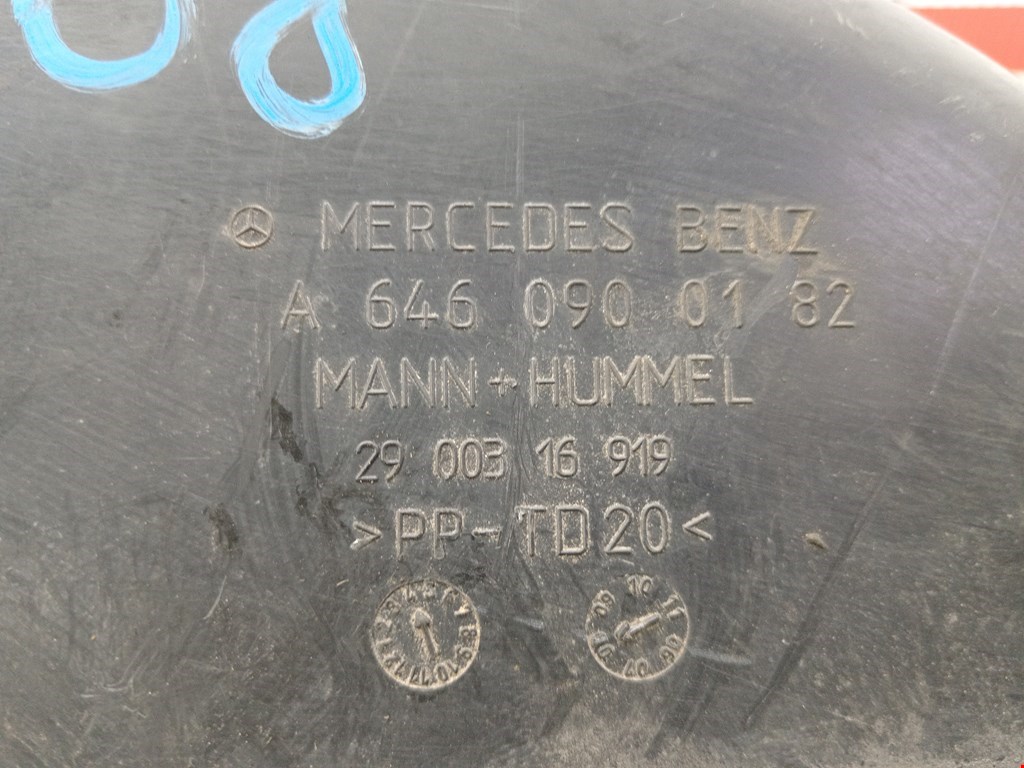 MERCEDES BENZ
A 646 090 01 82
MANN+HUMMEL
29 003 16 919
>PP-TD20<